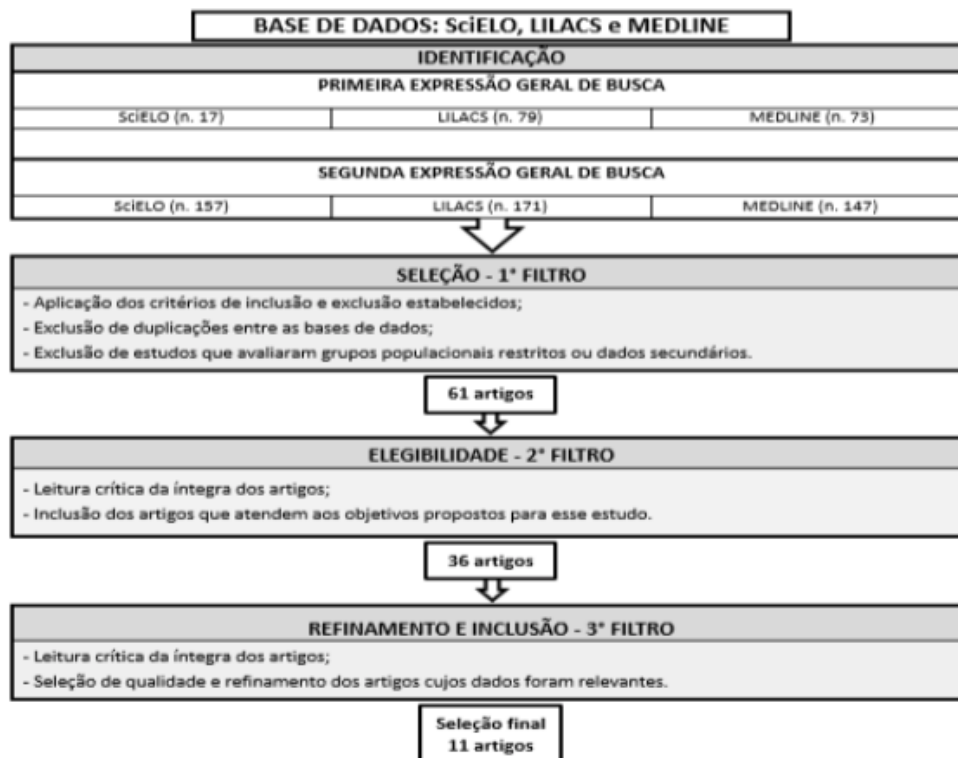 BASE DE DADOS: SciELO, LILACS e MEDLINE
IDENTIFICAÇÃO
PRIMEIRA EXPRESSÃO GERAL DE BUSCA
SciELO (n. 17) LILACS (n. 79) MEDLINE (n. 73)
SEGUNDA EXPRESSÃO GERAL DE BUSCA
SciELO (n. 157) LILACS (n. 171) MEDLINE (n. 147)
SELEÇÃO - 1° FILTRO
- Aplicação dos critérios de inclusão e exclusão estabelecidos;
- Exclusão de duplicações entre as bases de dados;
- Exclusão de estudos que avaliaram grupos populacionais restritos ou dados secundários.
61 artigos
ELEGIBILIDADE - 2° FILTRO
- Leitura crítica da íntegra dos artigos;
- Inclusão dos artigos que atendem aos objetivos propostos para esse estudo.
36 artigos
REFINAMENTO E INCLUSÃO - 3° FILTRO
- Leitura crítica da íntegra dos artigos;
- Seleção de qualidade e refinamento dos artigos cujos dados foram relevantes.
Seleção final
11 artigos